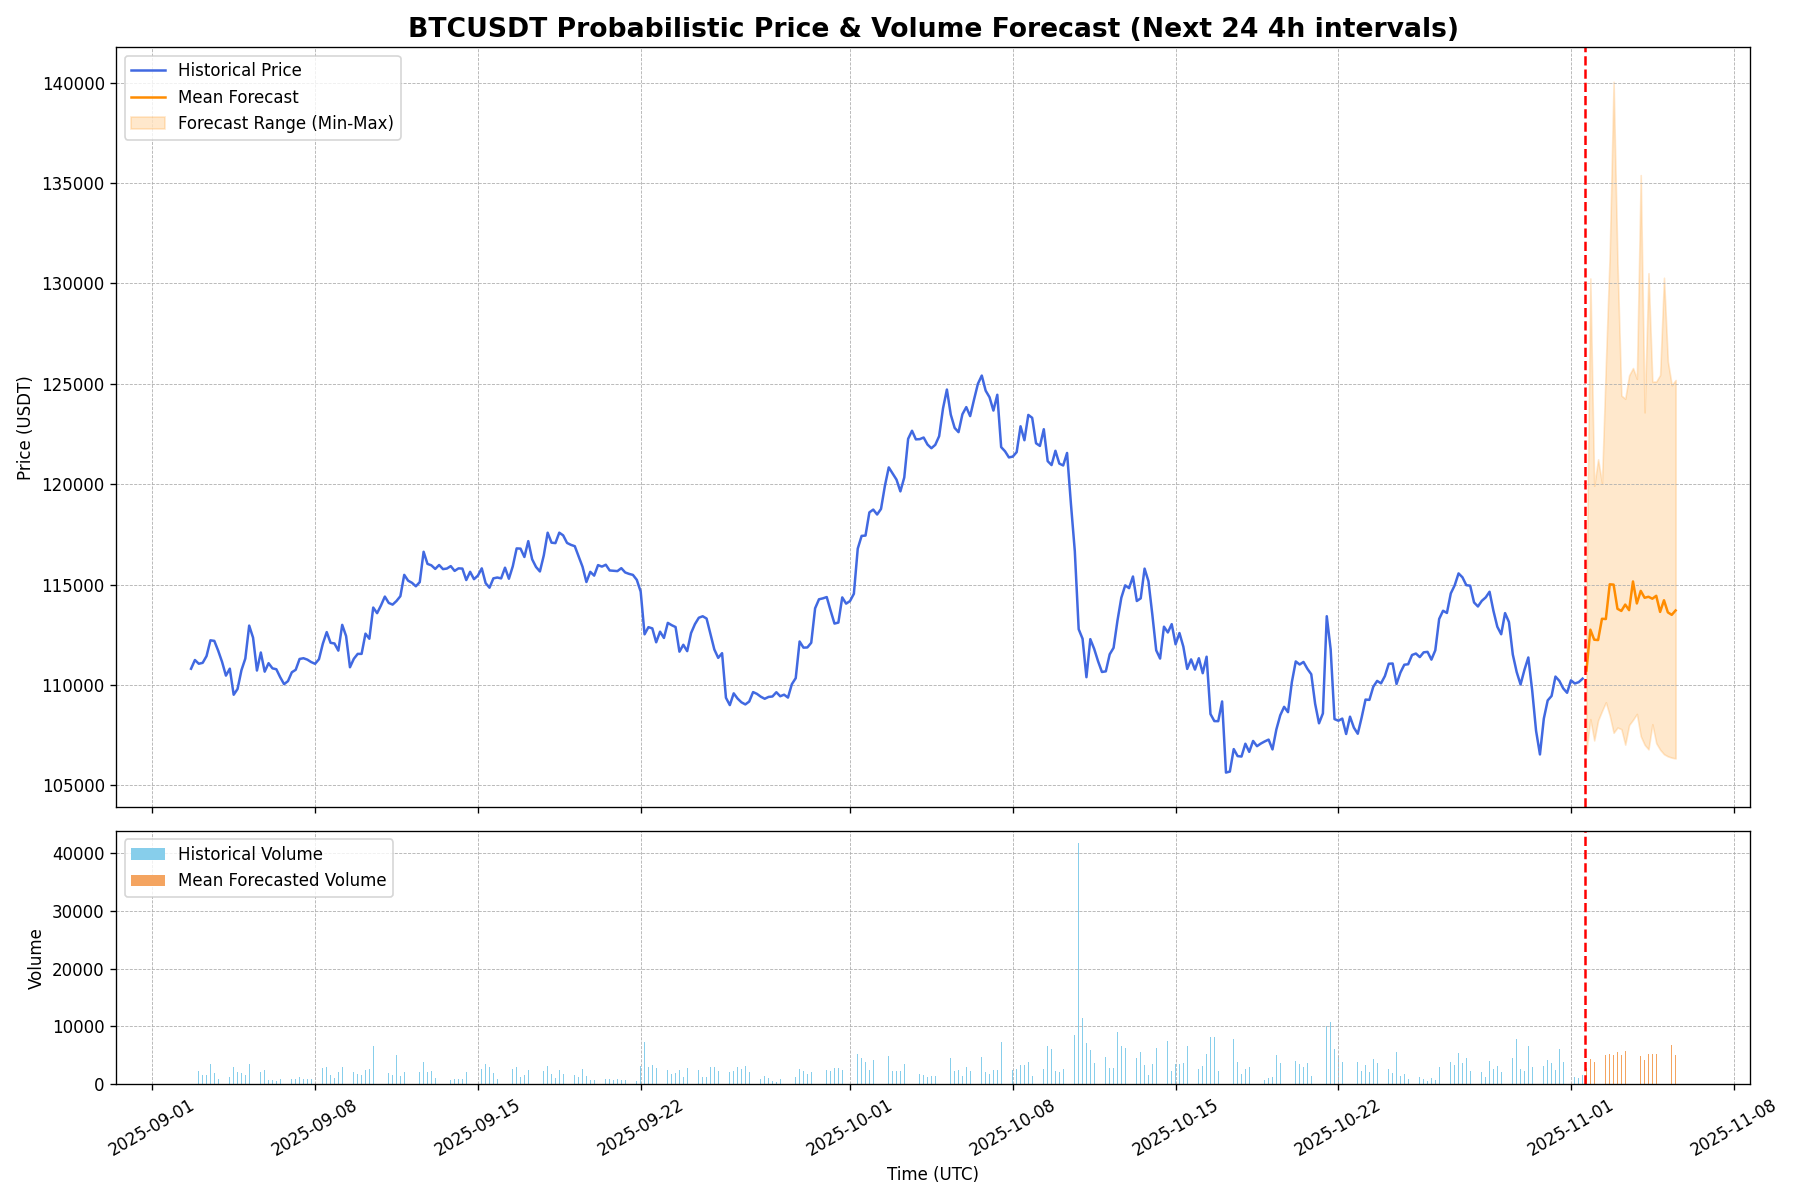 BTCUSDT Probabilistic Price & Volume Forecast (Next 24 4h intervals)
Historical Price
Mean Forecast
Forecast Range (Min-Max)
140000
135000
130000
125000
120000
115000
110000
105000
Price (USDT)
Historical Volume
Mean Forecasted Volume
40000
30000
20000
10000
0
Volume
2025-09-01
2025-09-08
2025-09-15
2025-09-22
2025-10-01
2025-10-08
2025-10-15
2025-10-22
2025-11-01
2025-11-08
Time (UTC)